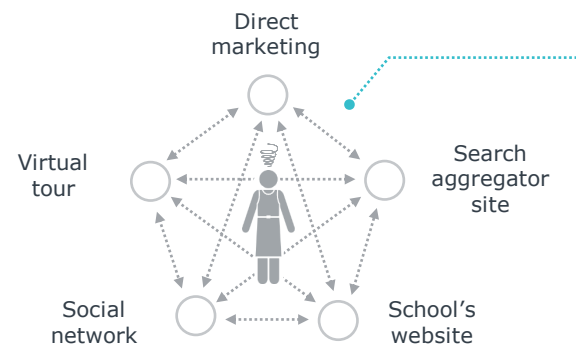 Direct
marketing
Virtual
tour
Search
aggregator
site
Social
network
School’s
website